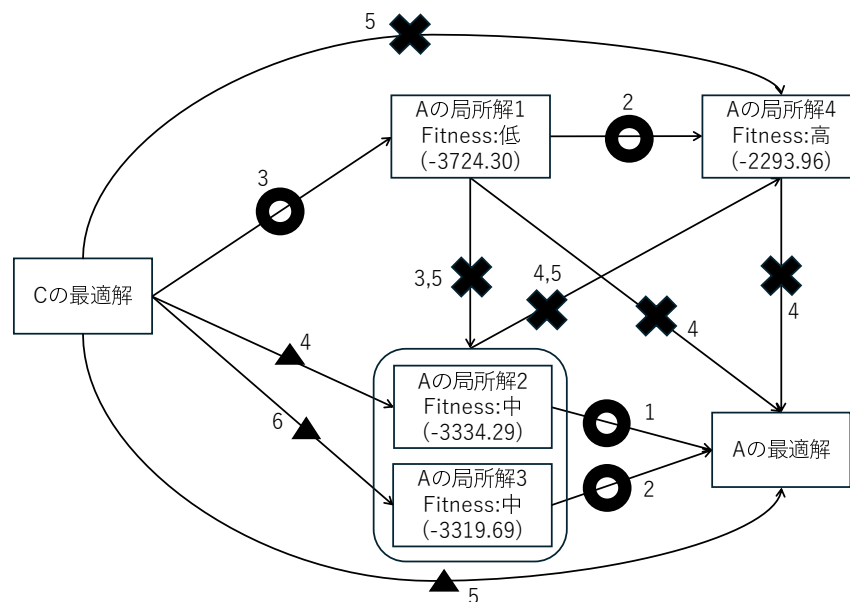 5
Aの局所解1
Fitness:低
(-3724.30)
2
Aの局所解4
Fitness:高
(-2293.96)
3
3,5
4,5
4
4
Cの最適解
4
6
Aの局所解2
Fitness:中
(-3334.29)
1
Aの局所解3
Fitness:中
(-3319.69)
2
Aの最適解
5